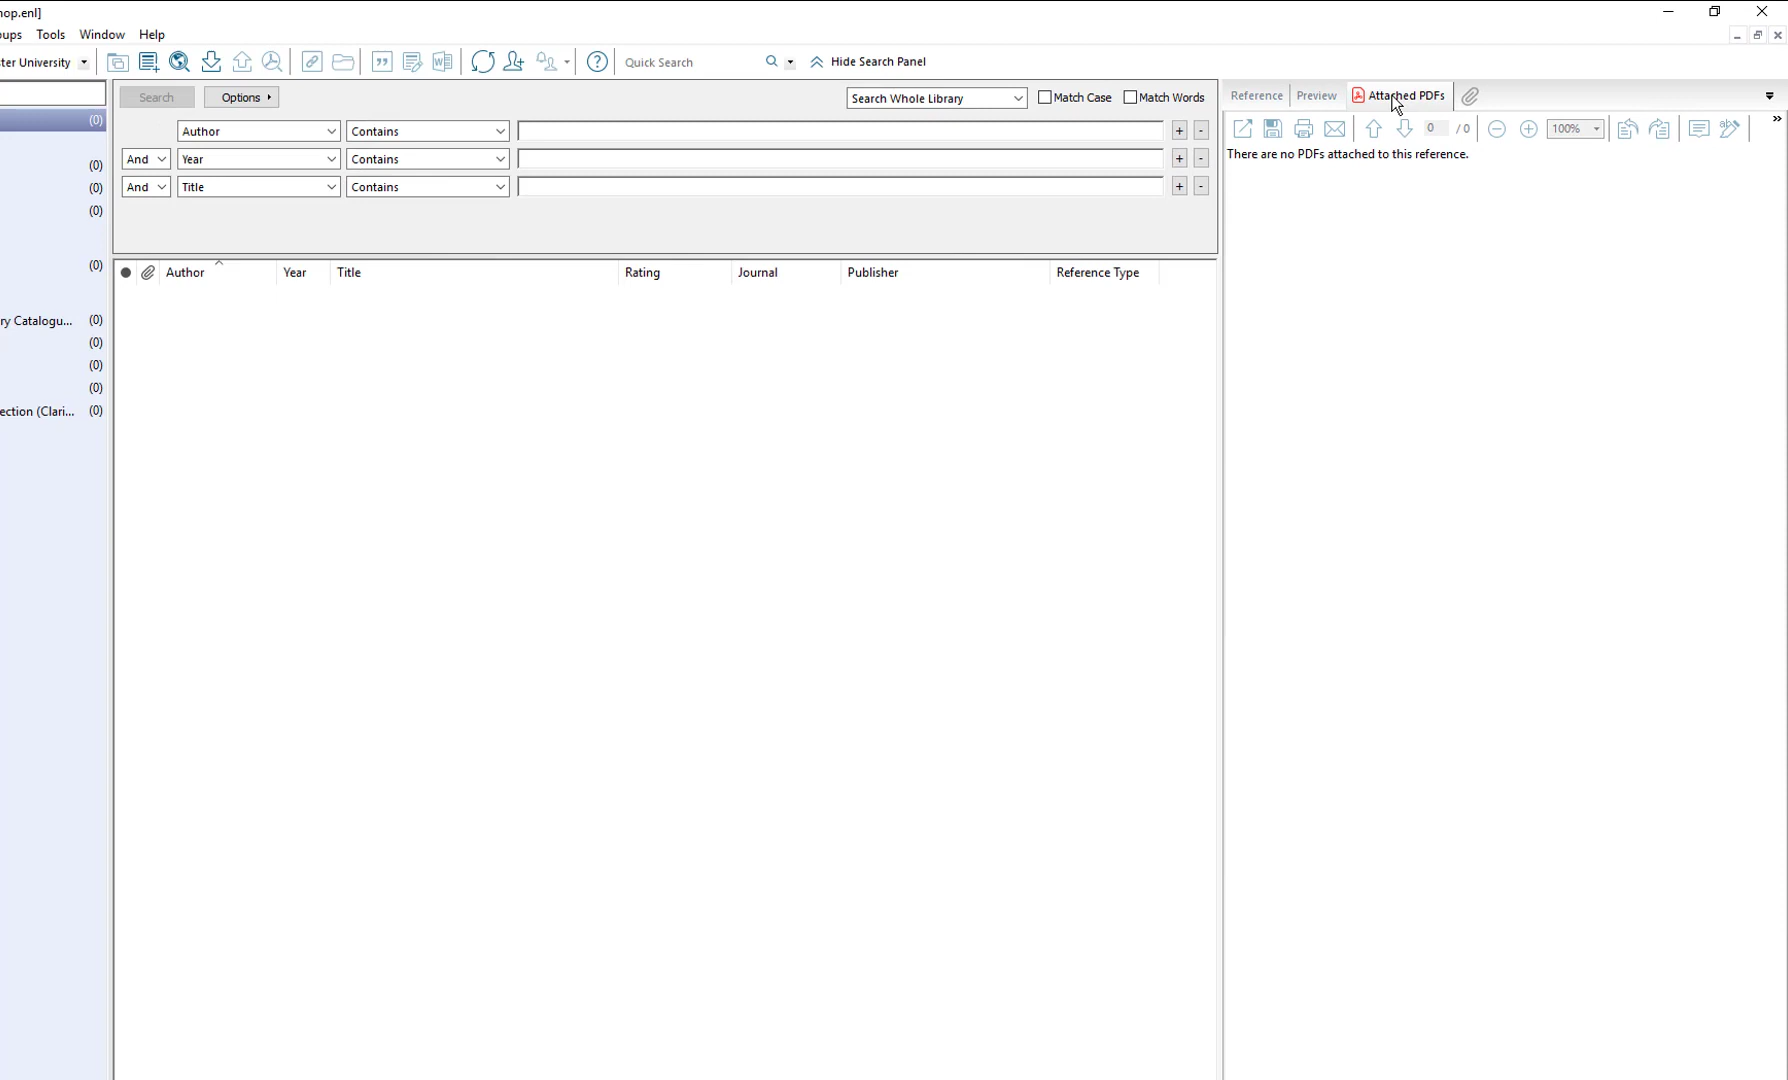 hop.enl]
oups Tools Window Help
ter University Quick Search Hide Search Panel
Search Options Search Whole Library Match Case Match Words
Author Contains + -
And Year Contains + -
And Title Contains + -
Author Year Title Rating Journal Publisher Reference Type
(0)
(0)
(0)
(0)
(0)
ry Catalogu... (0)
(0)
(0)
(0)
ection (Clari... (0)
Reference Preview Attached PDFs
0 / 0 100%
There are no PDFs attached to this reference.